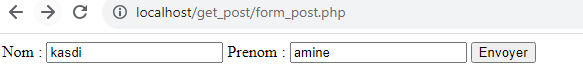 localhost/get_post/form_post.php
Nom : kasdi Prenom : amine Envoyer